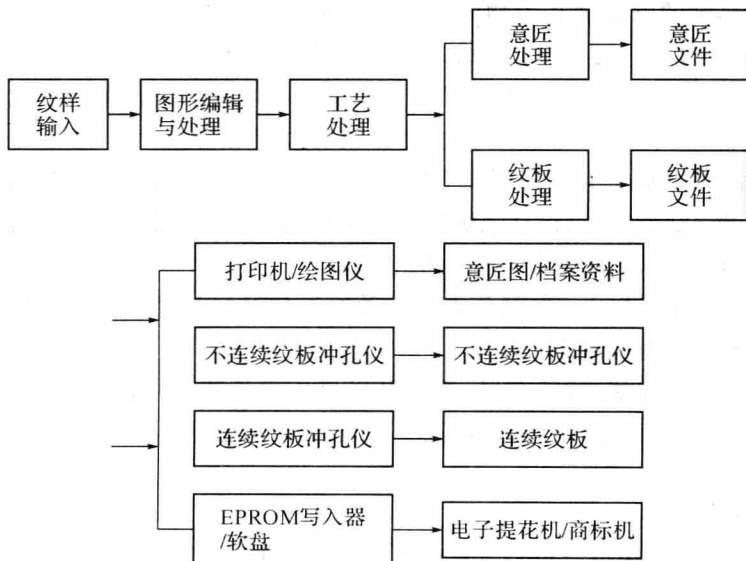 意匠
处理
意匠
文件
纹样
输入
图形编辑
与处理
工艺
处理
纹板
处理
纹板
文件
打印机/绘图仪
意匠图/档案资料
不连续纹板冲孔仪
不连续纹板冲孔仪
连续纹板冲孔仪
连续纹板
EPROM写入器
/软盘
电子提花机/商标机